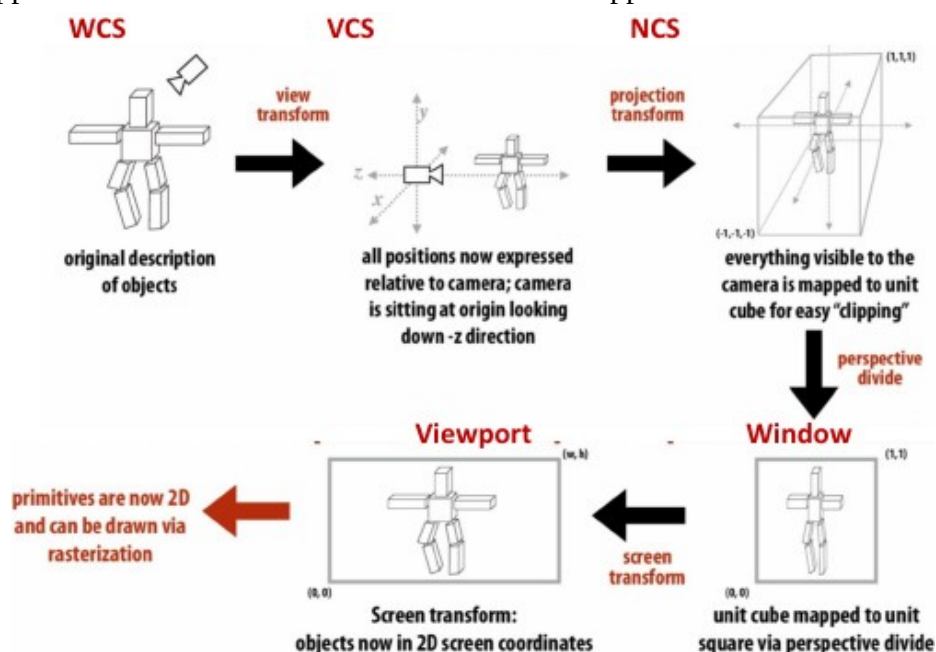 WCS
VCS
NCS
view
transform
projection
transform
(1,1,1)
y
z
x
(-1,-1,-1)
original description
of objects
all positions now expressed
relative to camera; camera
is sitting at origin looking
down -z direction
everything visible to the
camera is mapped to unit
cube for easy “clipping”
perspective
divide
Viewport
Window
(w, h)
(1, 1)
primitives are now 2D
and can be drawn via
rasterization
screen
transform
(0, 0)
(0, 0)
Screen transform:
objects now in 2D screen coordinates
unit cube mapped to unit
square via perspective divide